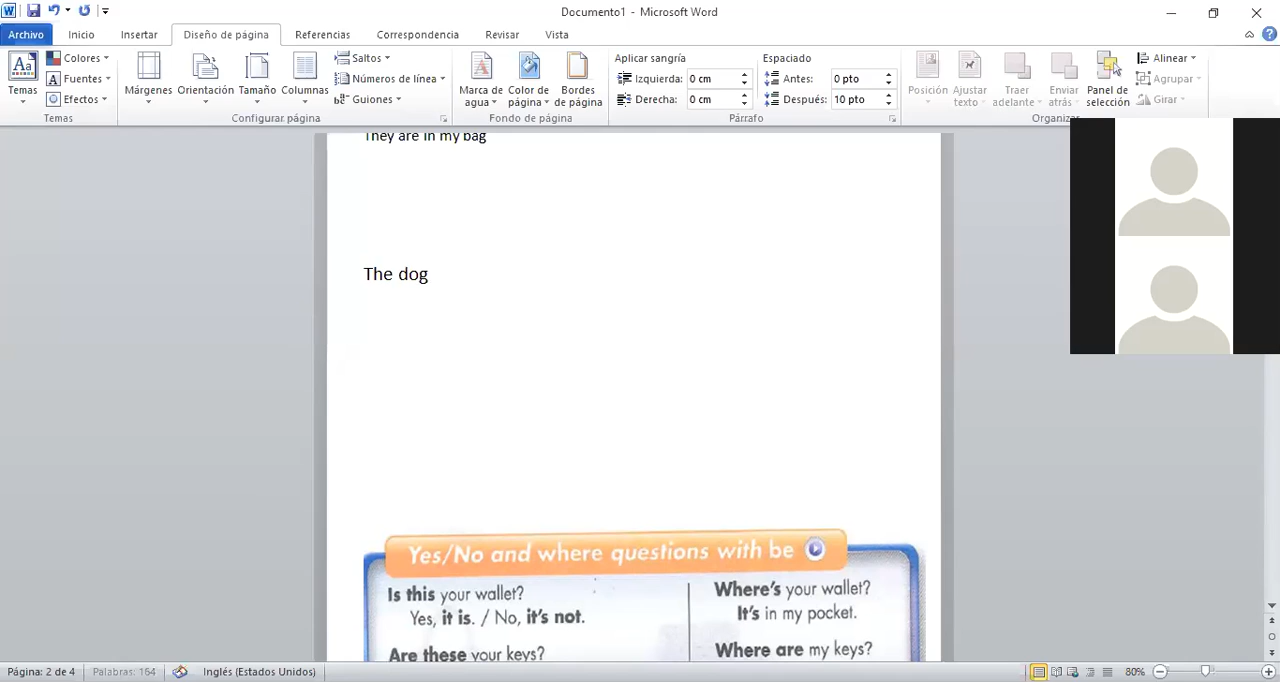 Documento1 - Microsoft Word
Archivo Inicio Insertar Diseño de página Referencias Correspondencia Revisar Vista
Temas
Colores
Fuentes
Efectos
Temas
Márgenes Orientación Tamaño Columnas
Saltos
Números de línea
Guiones
Configurar página
Marca de agua
Color de página
Bordes de página
Fondo de página
Aplicar sangría
Izquierda: 0 cm
Derecha: 0 cm
Espaciado
Antes: 0 pto
Después: 10 pto
Párrafo
Posición
Ajustar texto
Traer adelante
Enviar atrás
Panel de selección
Alinear
Agrupar
Girar
Organizar
They are in my bag
The dog
Yes/No and where questions with be
Is this your wallet?
Yes, it is. / No, it's not.
Are these your keys?
Where's your wallet?
It's in my pocket.
Where are my keys?
Página: 2 de 4 Palabras: 164 Inglés (Estados Unidos) 80%